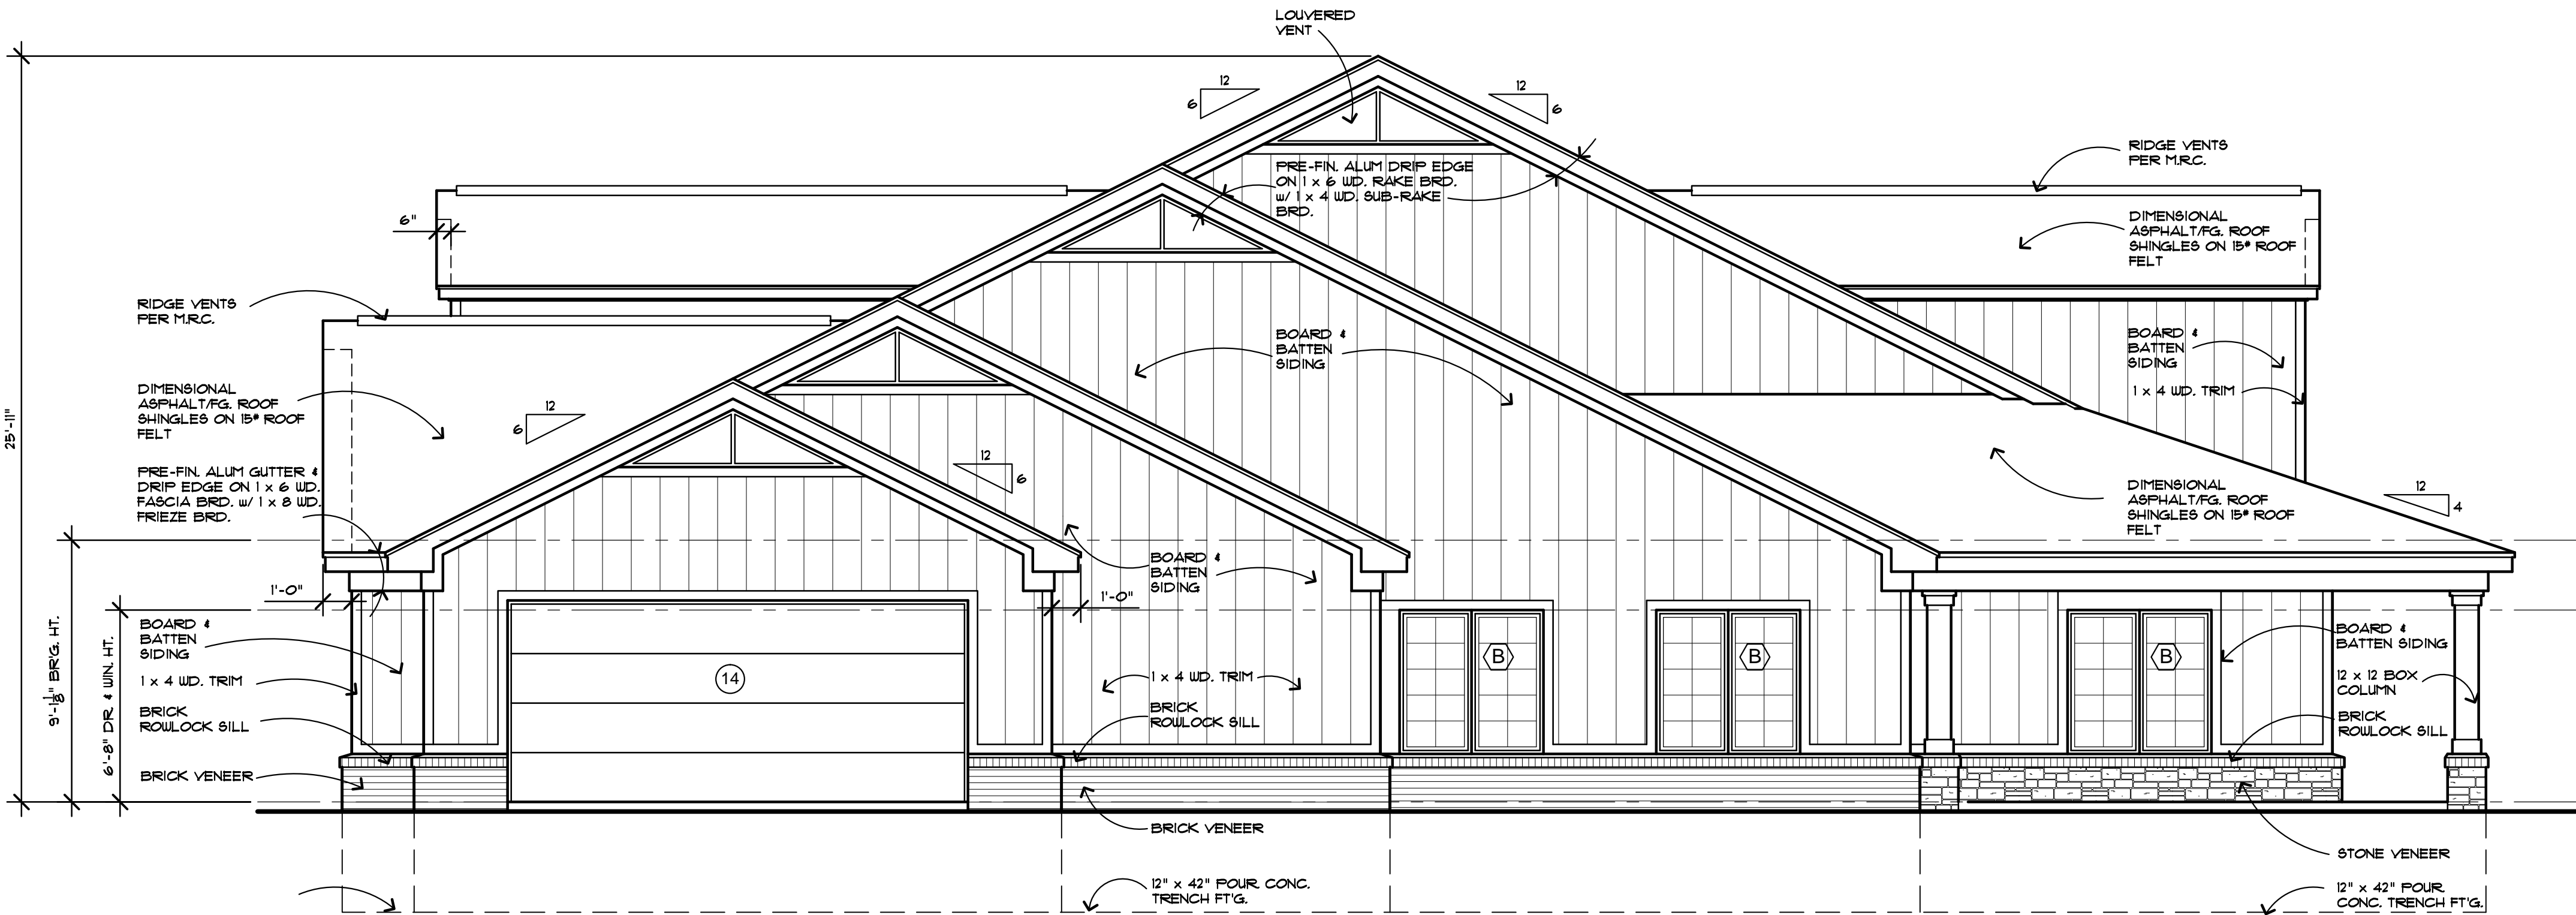 LOUVERED
VENT
12
6
12
6
RIDGE VENTS
PER M.R.C.
PRE-FIN. ALUM DRIP EDGE
ON 1 x 6 WD. RAKE BRD.
w/ 1 x 4 WD. SUB-RAKE
BRD.
6"
DIMENSIONAL
ASPHALT/FG. ROOF
SHINGLES ON 15# ROOF
FELT
RIDGE VENTS
PER M.R.C.
BOARD &
BATTEN
SIDING
BOARD &
BATTEN
SIDING
1 x 4 WD. TRIM
DIMENSIONAL
ASPHALT/FG. ROOF
SHINGLES ON 15# ROOF
FELT
12
6
25'-11"
12
6
PRE-FIN. ALUM GUTTER &
DRIP EDGE ON 1 x 6 WD.
FASCIA BRD. w/ 1 x 8 WD.
FRIEZE BRD.
DIMENSIONAL
ASPHALT/FG. ROOF
SHINGLES ON 15# ROOF
FELT
12
4
BOARD &
BATTEN
SIDING
1'-0"
1'-0"
9'-1 1/8" BR'G. HT.
6'-8" DR & WIN. HT.
BOARD &
BATTEN
SIDING
1 x 4 WD. TRIM
BRICK
ROWLOCK SILL
BRICK VENEER
14
1 x 4 WD. TRIM
BRICK
ROWLOCK SILL
B
B
B
BOARD &
BATTEN SIDING
12 x 12 BOX
COLUMN
BRICK
ROWLOCK SILL
BRICK VENEER
STONE VENEER
12" x 42" POUR CONC.
TRENCH FT'G.
12" x 42" POUR
CONC. TRENCH FT'G.